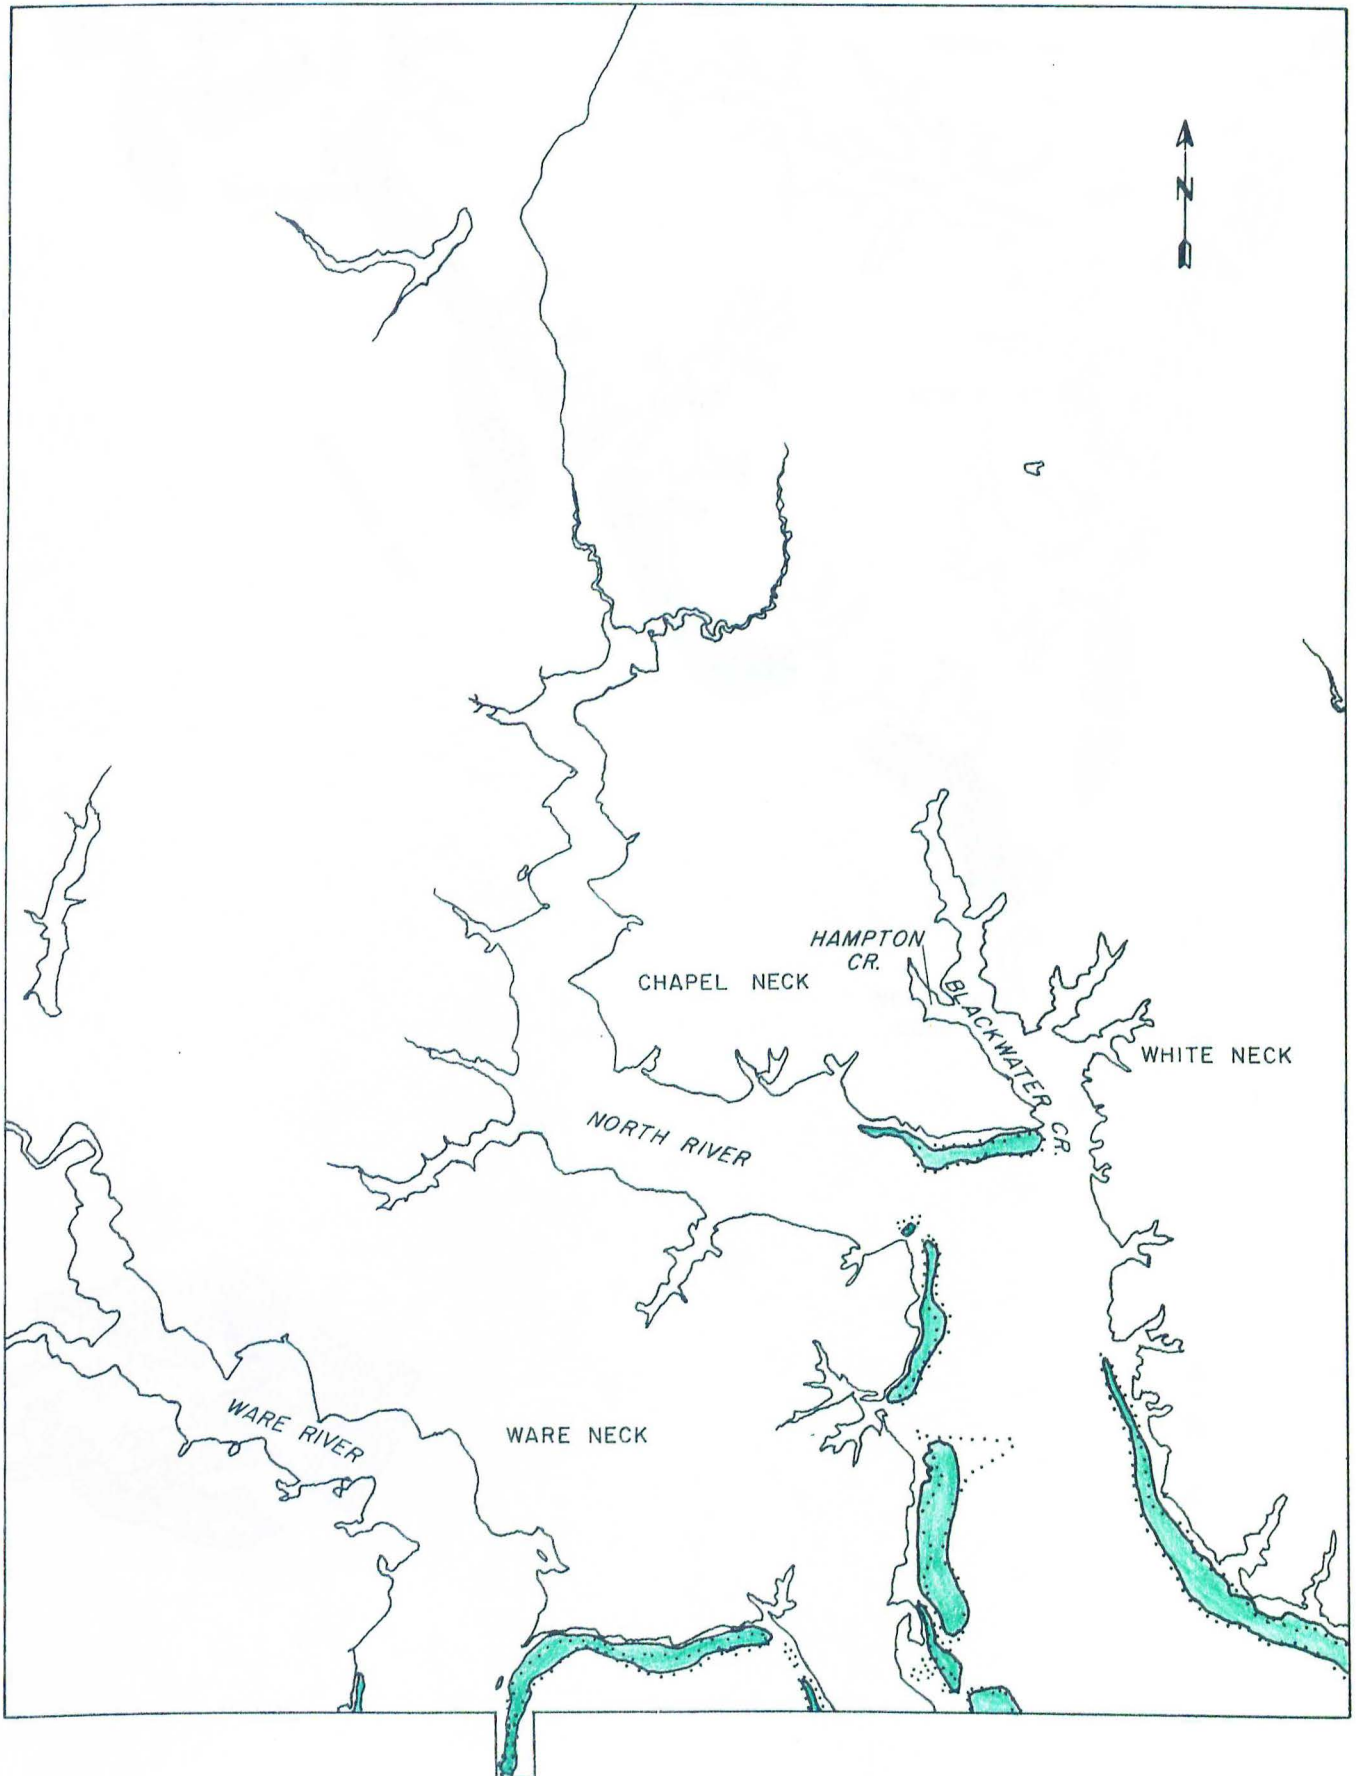 N
HAMPTON
CR.
CHAPEL NECK
BLACKWATER CR.
WHITE NECK
NORTH RIVER
WARE RIVER
WARE NECK